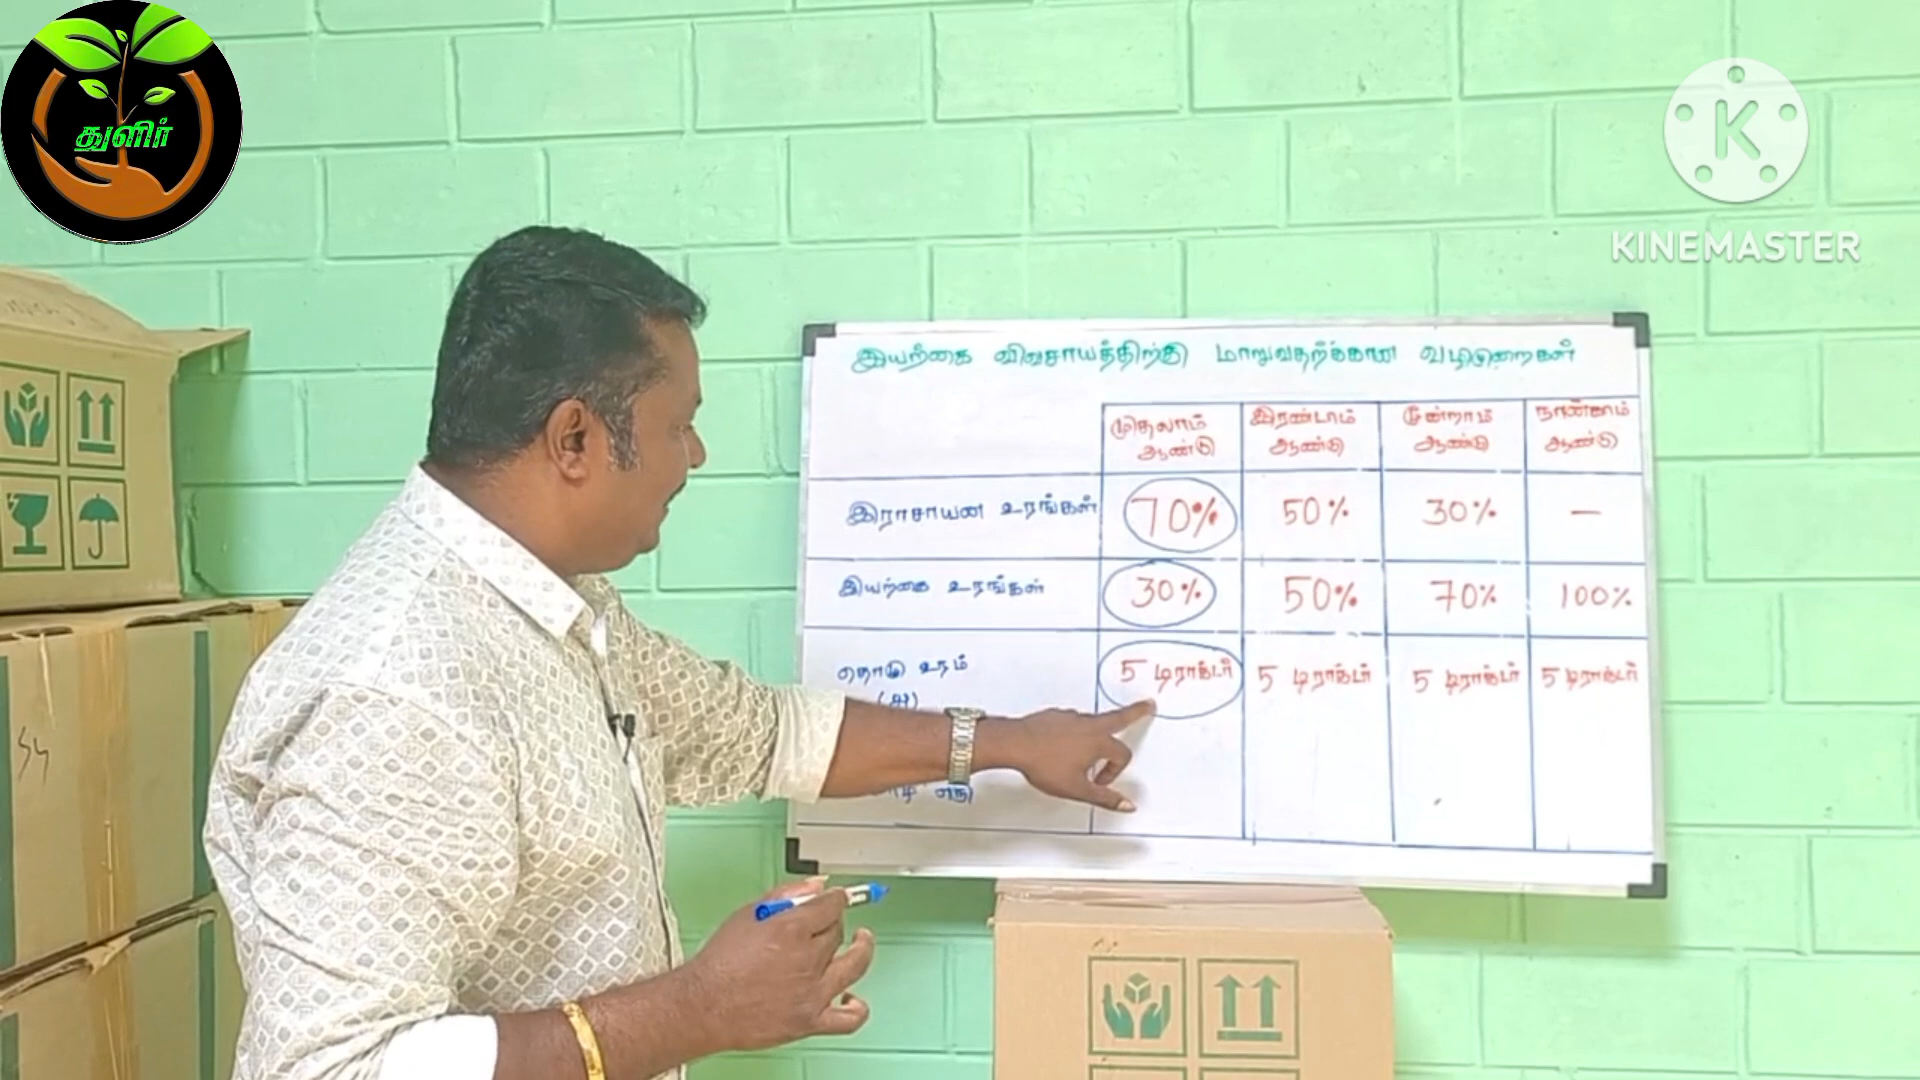 துளிர்
KINEMASTER
இயற்கை விவசாயத்திற்கு மாறுவதற்க்கான வழிமுறைகள்
முதலாம் ஆண்டு இரண்டாம் ஆண்டு மூன்றாம் ஆண்டு நான்காம் ஆண்டு
இராசாயன உரங்கள் 70% 50% 30% —
இயற்கை உரங்கள் 30% 50% 70% 100%
தொழு உரம் 5 டிராக்டர் 5 டிராக்டர் 5 டிராக்டர் 5 டிராக்டர்
(அ)